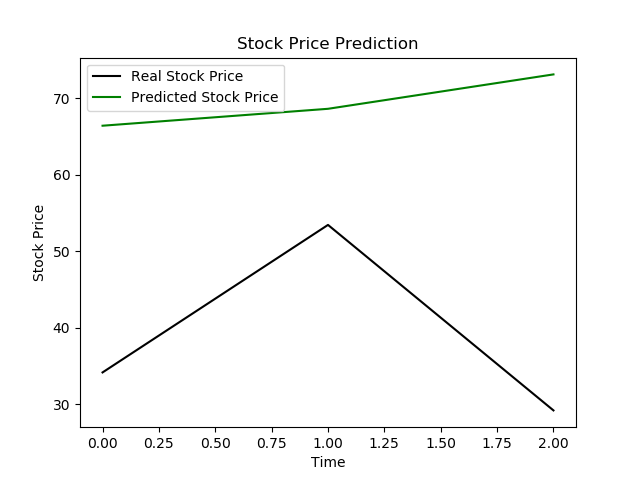 Stock Price Prediction
Real Stock Price
Predicted Stock Price
Stock Price
70
60
50
40
30
0.00 0.25 0.50 0.75 1.00 1.25 1.50 1.75 2.00
Time